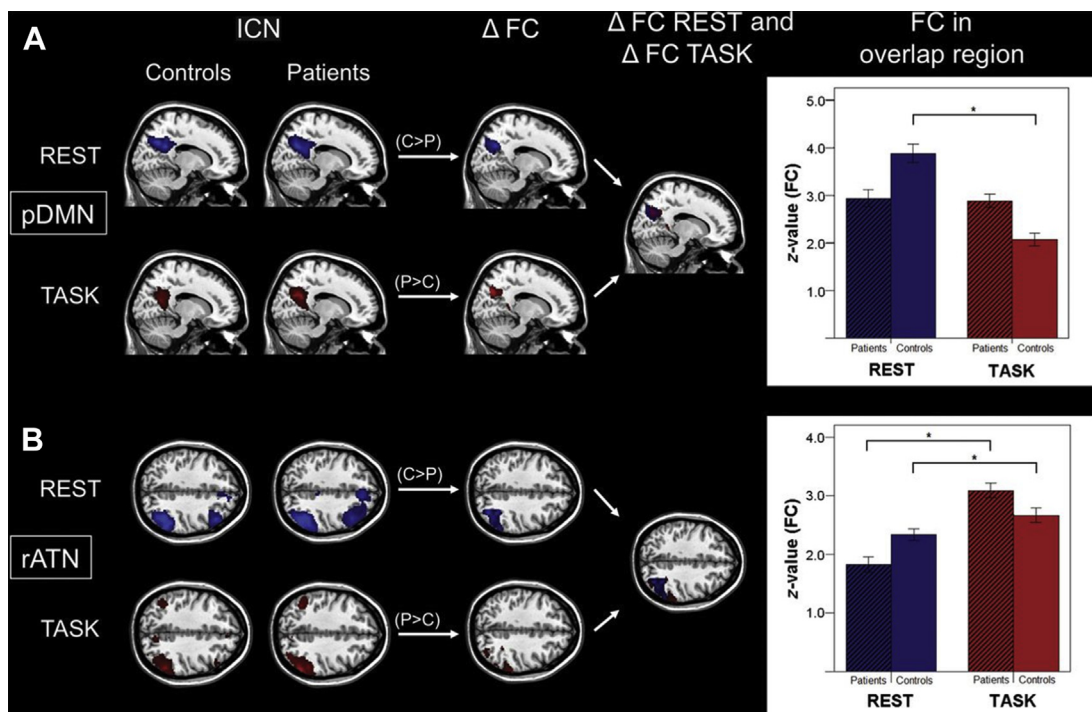 A
ICN
Δ FC
Δ FC REST and
Δ FC TASK
FC in
overlap region
Controls
Patients
REST
(C>P)
pDMN
TASK
(P>C)
5.0
4.0
3.0
2.0
1.0
z-value (FC)
*
Patients
Controls
Patients
Controls
REST
TASK
B
REST
(C>P)
rATN
TASK
(P>C)
4.0
3.0
2.0
1.0
z-value (FC)
*
*
Patients
Controls
Patients
Controls
REST
TASK